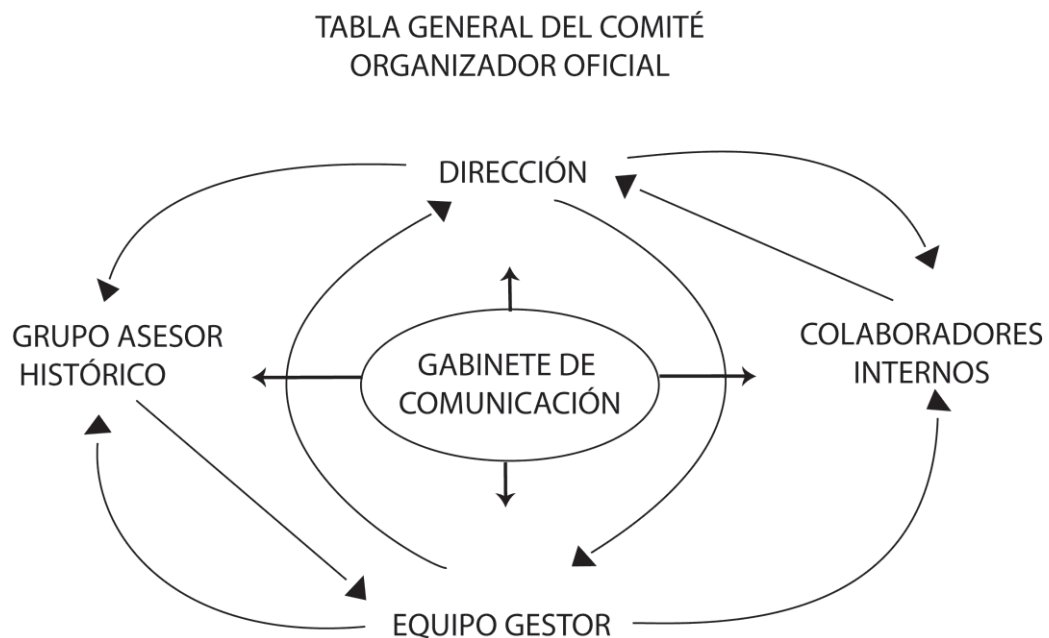 TABLA GENERAL DEL COMITÉ
ORGANIZADOR OFICIAL
DIRECCIÓN
GRUPO ASESOR
HISTÓRICO
GABINETE DE
COMUNICACIÓN
COLABORADORES
INTERNOS
EQUIPO GESTOR